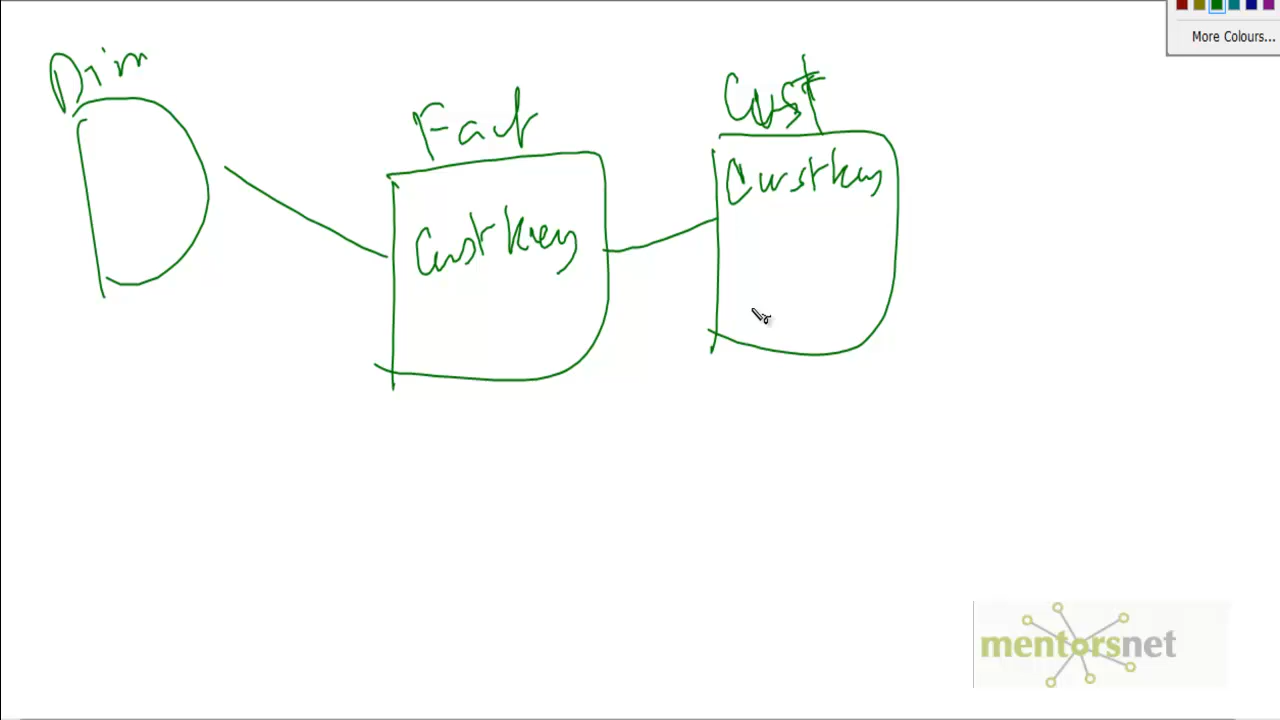 More Colours...
Dim
Fact
Cust
Custkey
Custkey
mentorsnet